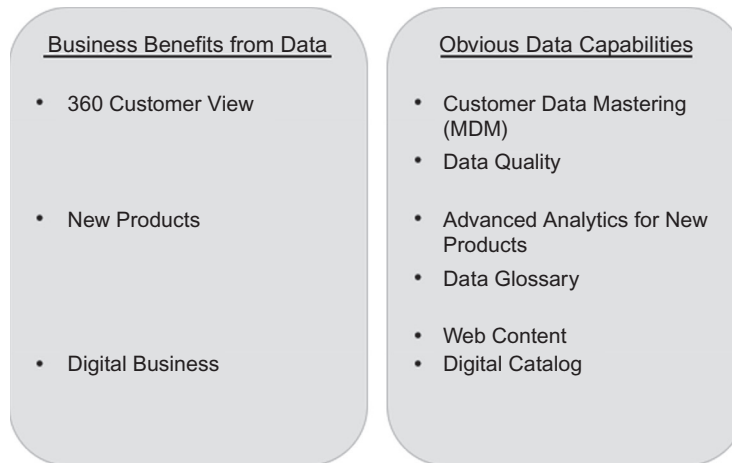 Business Benefits from Data
• 360 Customer View
• New Products
• Digital Business
Obvious Data Capabilities
• Customer Data Mastering
(MDM)
• Data Quality
• Advanced Analytics for New
Products
• Data Glossary
• Web Content
• Digital Catalog